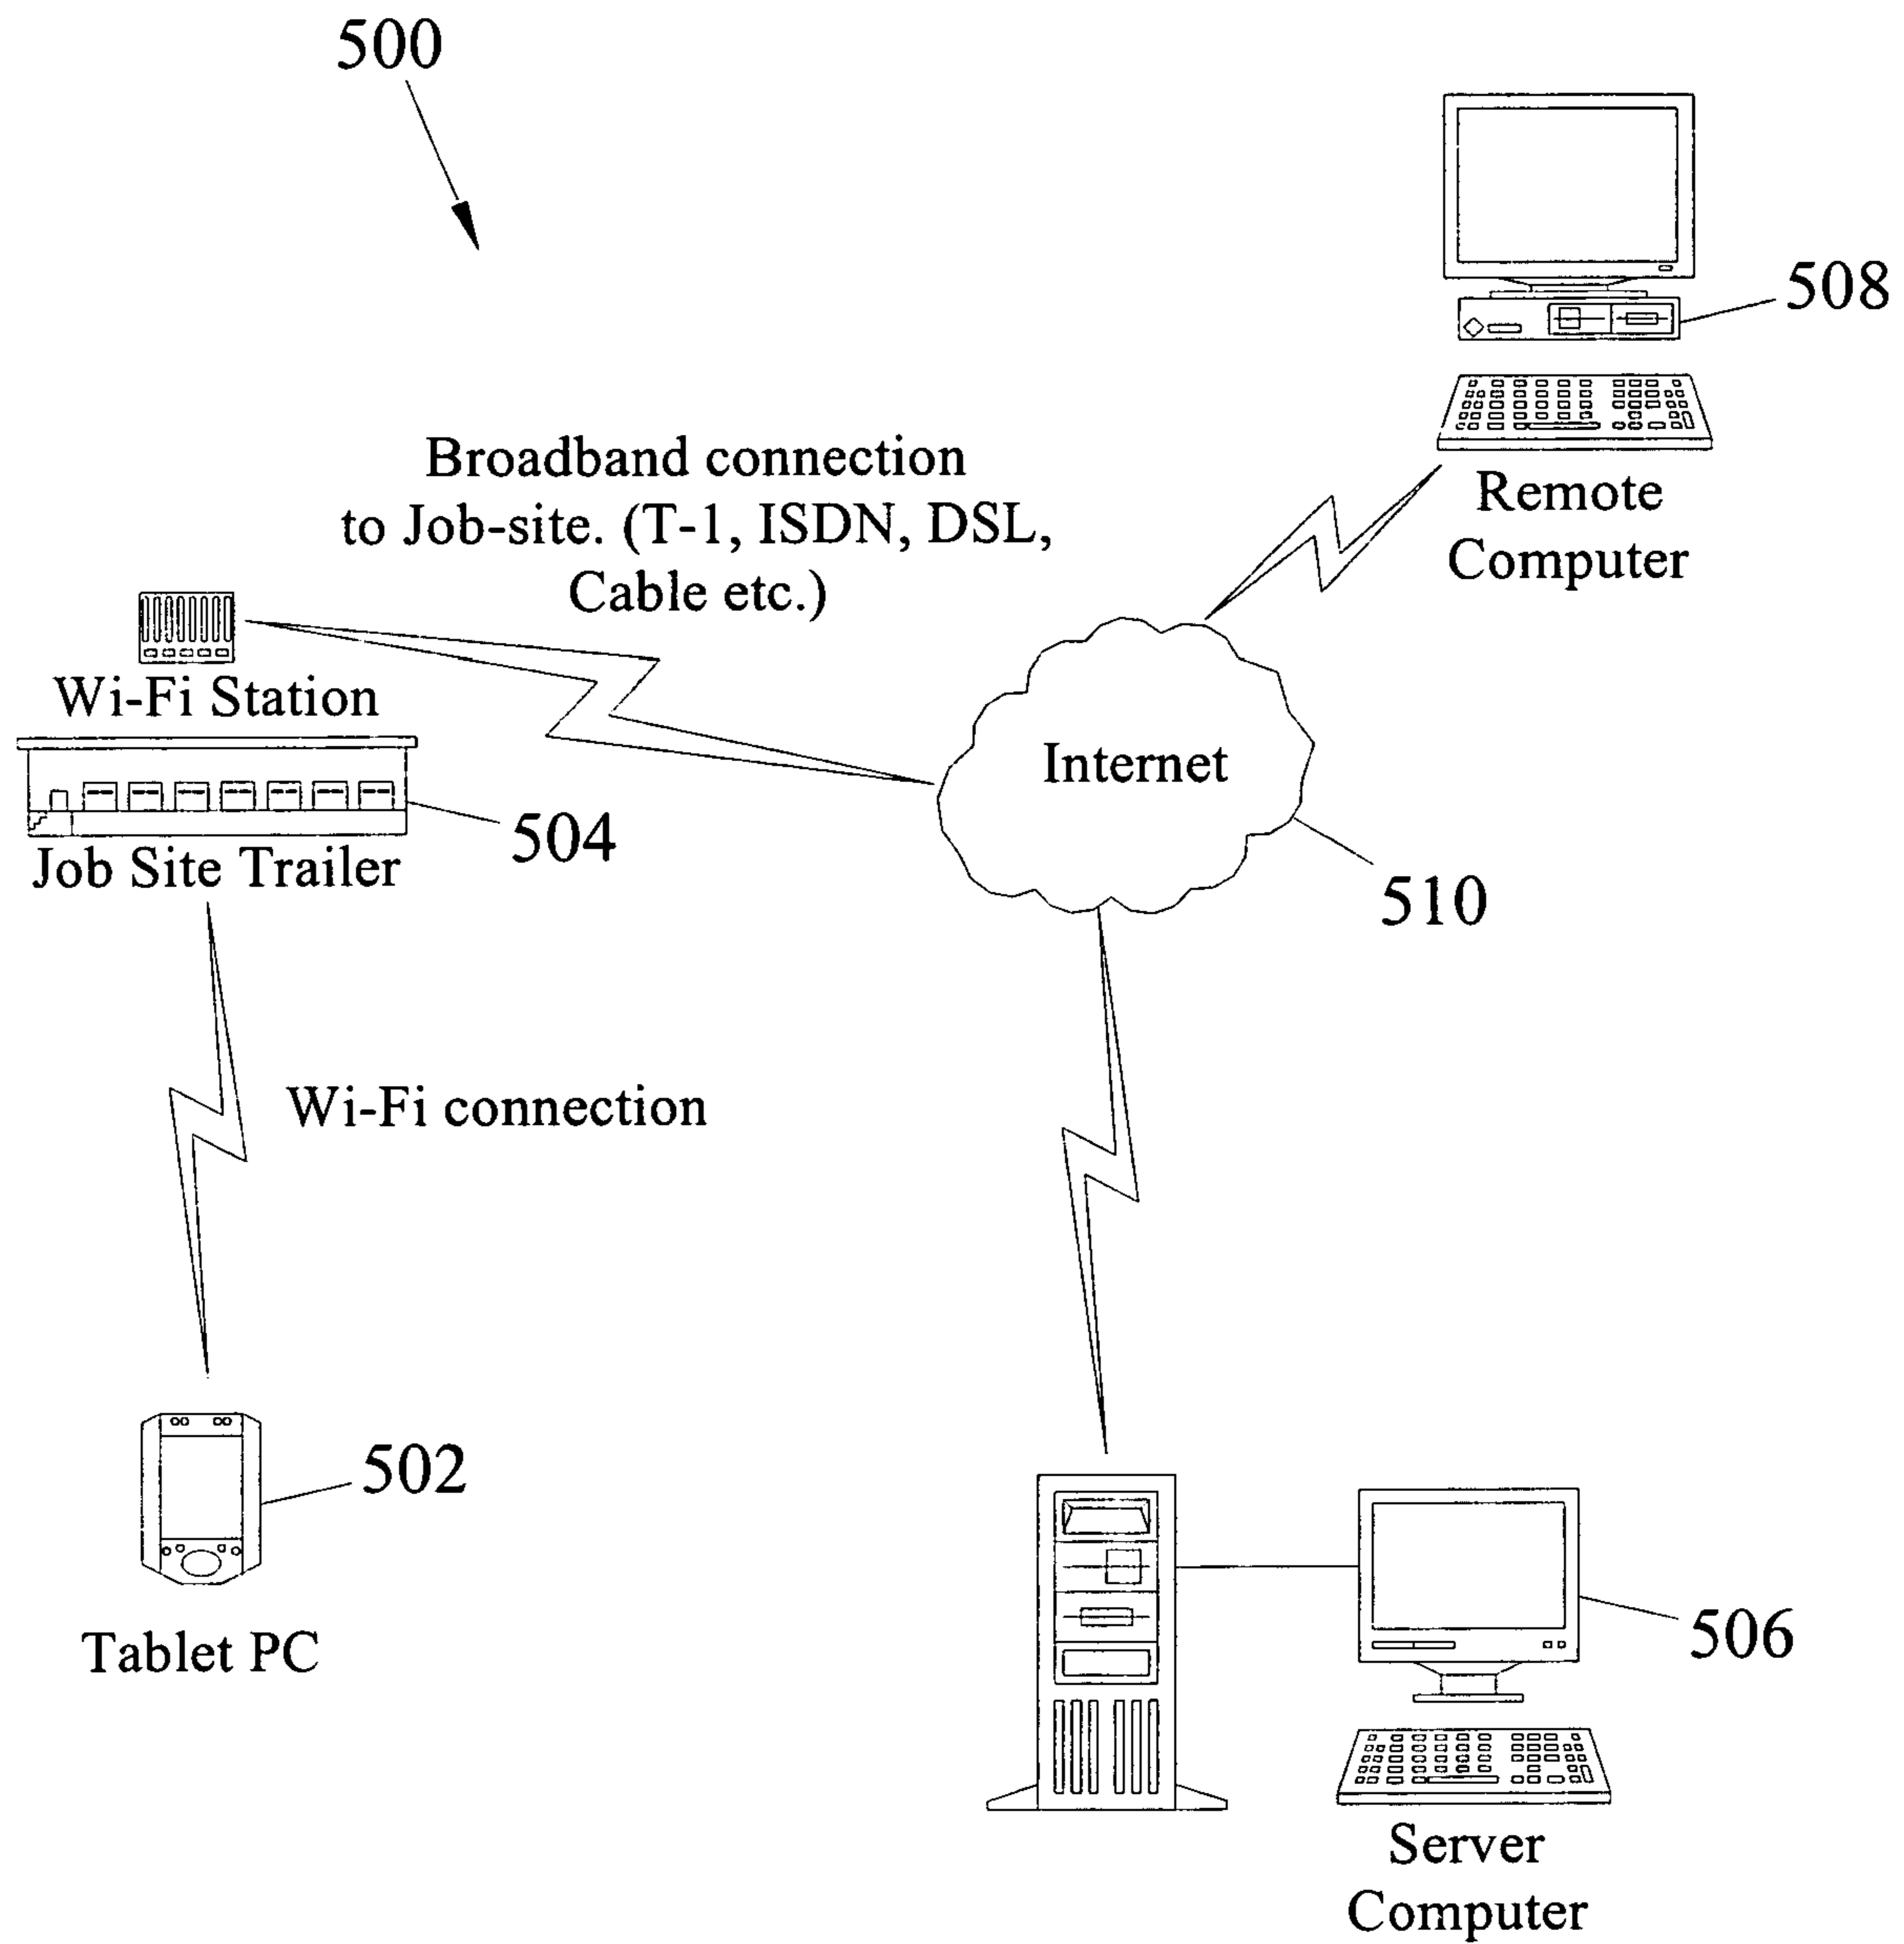 500
508
Broadband connection
to Job-site. (T-1, ISDN, DSL,
Cable etc.)
Remote
Computer
Wi-Fi Station
Internet
504
Job Site Trailer
510
Wi-Fi connection
502
Tablet PC
506
Server
Computer